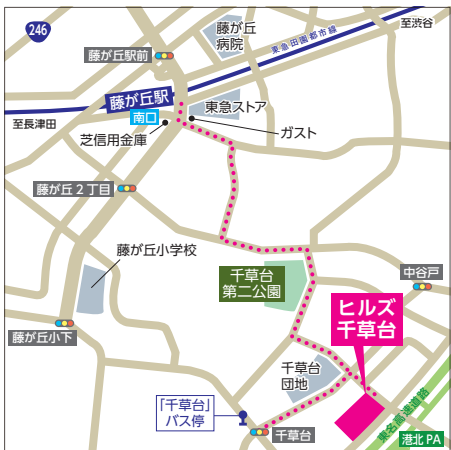 246
藤が丘
病院
至渋谷
東急田園都市線
藤が丘駅前
藤が丘駅
東急ストア
南口
至長津田
芝信用金庫
ガスト
藤が丘2丁目
藤が丘小学校
千草台
第二公園
中谷戸
ヒルズ
千草台
藤が丘小下
千草台
団地
「千草台」
バス停
千草台
東名高速道路
港北PA